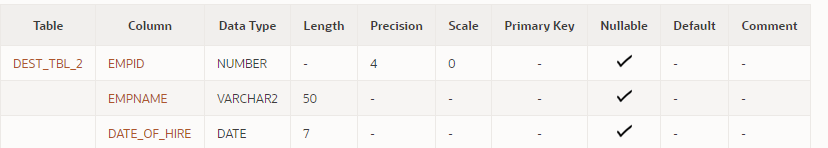 Table Column Data Type Length Precision Scale Primary Key Nullable Default Comment
DEST_TBL_2 EMPID NUMBER - 4 0 - ✓ - -
EMPNAME VARCHAR2 50 - - - ✓ - -
DATE_OF_HIRE DATE 7 - - - ✓ - -